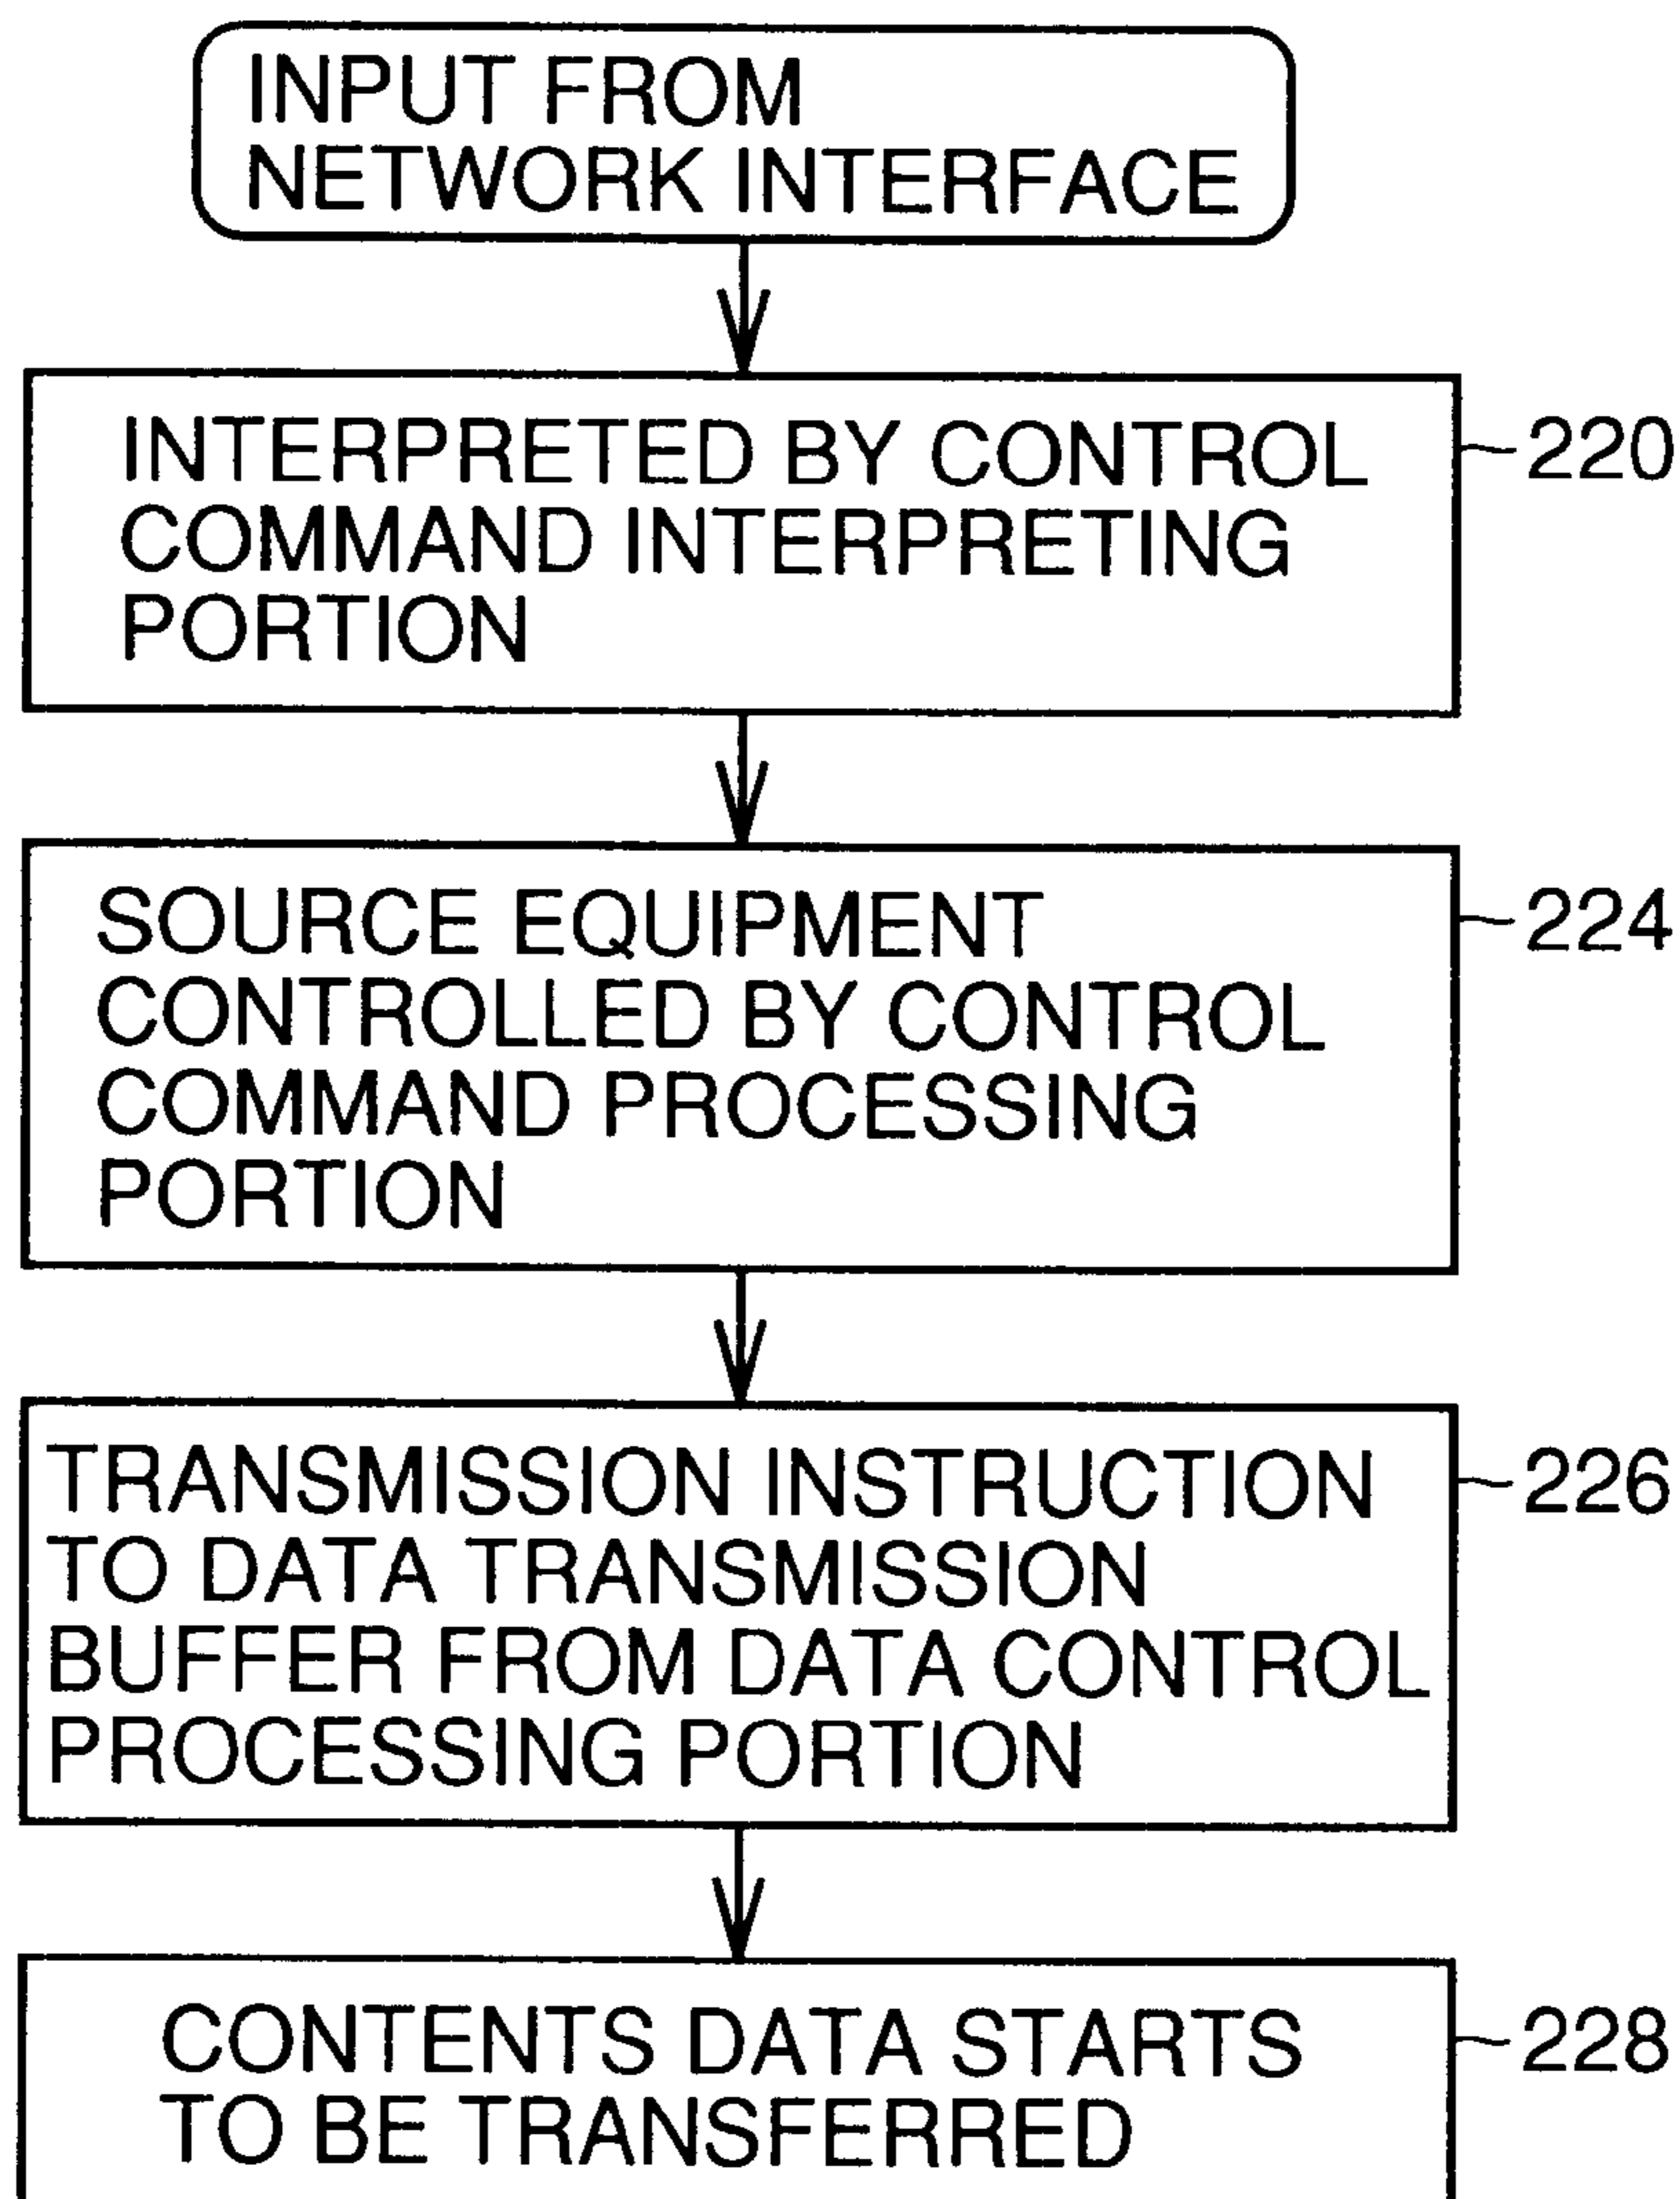 INPUT FROM
NETWORK INTERFACE
INTERPRETED BY CONTROL
COMMAND INTERPRETING
PORTION
220
SOURCE EQUIPMENT
CONTROLLED BY CONTROL
COMMAND PROCESSING
PORTION
224
TRANSMISSION INSTRUCTION
TO DATA TRANSMISSION
BUFFER FROM DATA CONTROL
PROCESSING PORTION
226
CONTENTS DATA STARTS
TO BE TRANSFERRED
228